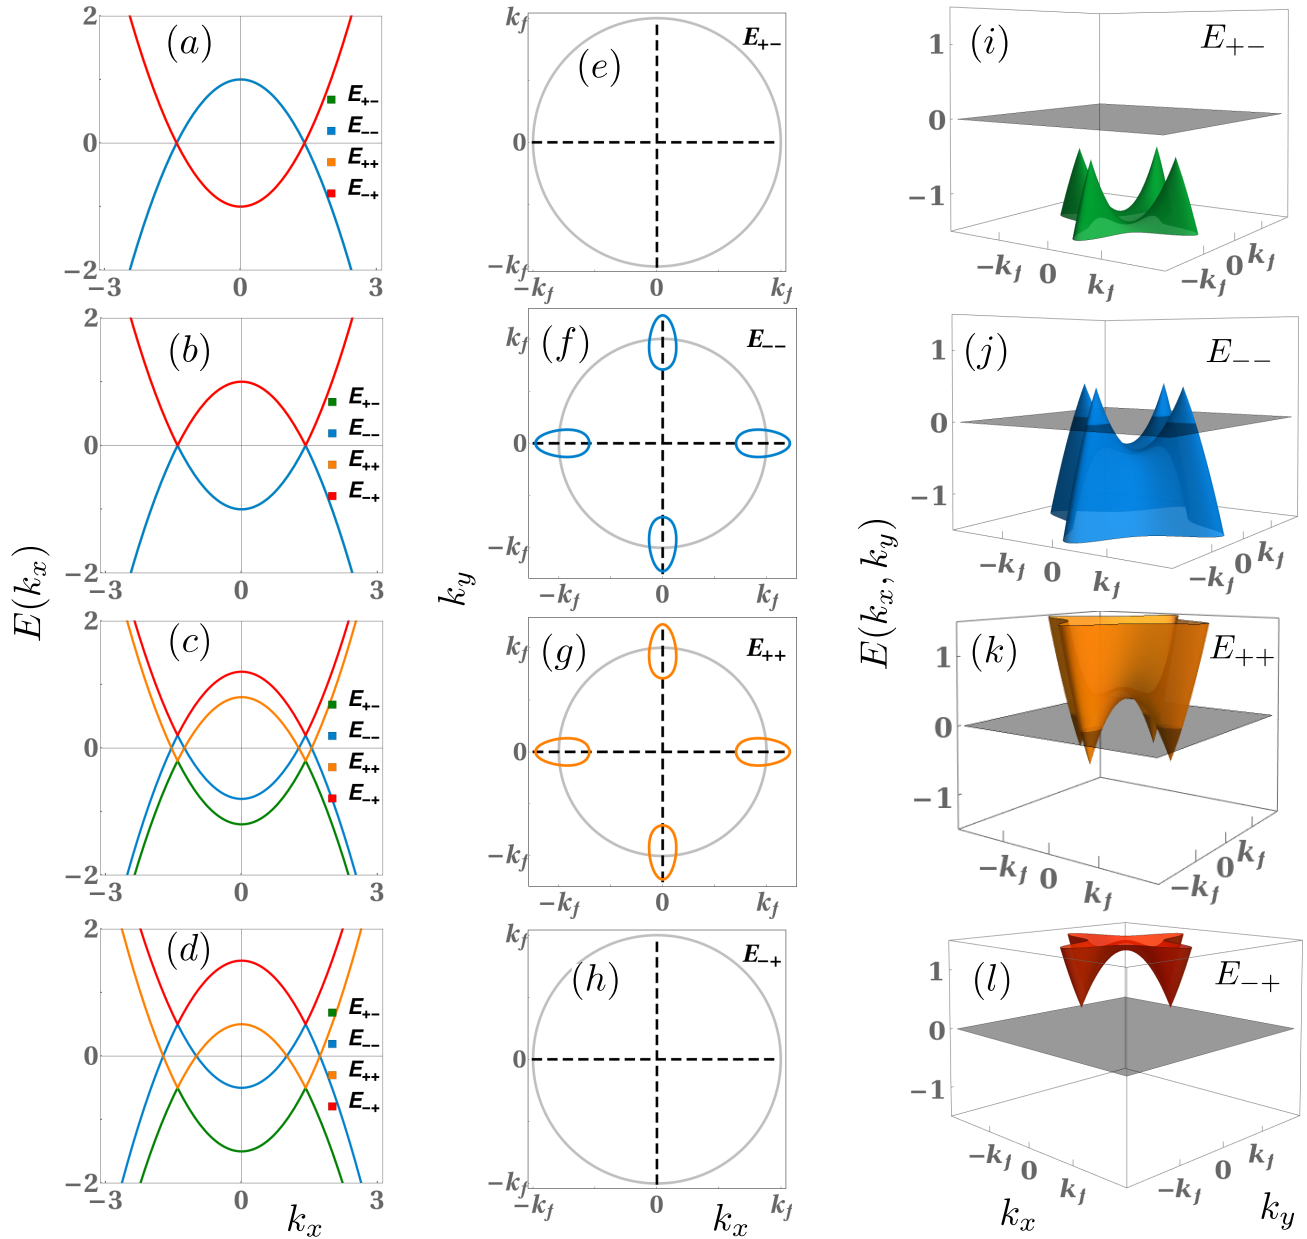 (a)
2
0
−2
−3
0
3
E+-
E--
E++
E-+
(b)
2
0
−2
−3
0
3
E+-
E--
E++
E-+
(c)
2
0
−2
−3
0
3
E+-
E--
E++
E-+
(d)
2
0
−2
−3
0
3
E+-
E--
E++
E-+
E(kx)
kx
(e)
E+-
kf
0
−kf
−kf
0
kf
(f)
E--
kf
0
−kf
−kf
0
kf
(g)
E++
kf
0
−kf
−kf
0
kf
(h)
E-+
kf
0
−kf
−kf
0
kf
ky
kx
(i)
E+-
1
0
−1
−kf
0
kf
−kf
0
kf
(j)
E--
1
0
−1
−kf
0
kf
−kf
0
kf
(k)
E++
1
0
−1
−kf
0
kf
−kf
0
kf
(l)
E-+
1
0
−1
−kf
0
kf
−kf
0
kf
E(kx, ky)
kx
ky